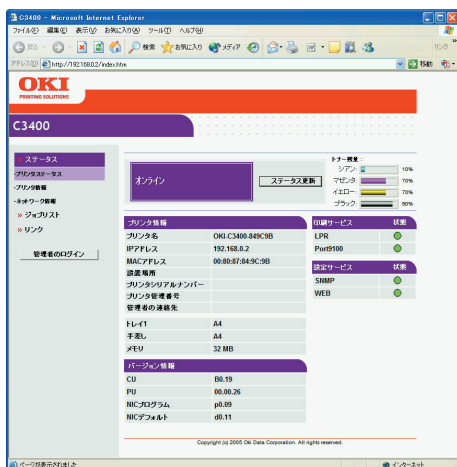 C3400 - Microsoft Internet Explorer
ファイル(F) 編集(E) 表示(V) お気に入り(A) ツール(T) ヘルプ(H)
戻る 検索 お気に入り メディア リンク
アドレス(D) http://192.168.0.2/index.htm 移動
OKI
PRINTING SOLUTIONS
C3400
ステータス
・プリンタステータス
・プリンタ情報
・ネットワーク情報
» ジョブリスト
» リンク
管理者のログイン
オンライン
ステータス更新
トナー残量:
シアン: 10%
マゼンタ: 70%
イエロー: 70%
ブラック: 90%
プリンタ情報
プリンタ名 OKI-C3400-849C9B
IPアドレス 192.168.0.2
MACアドレス 00:80:87:84:9C:9B
設置場所
プリンタシリアルナンバー
プリンタ管理番号
管理者の連絡先
トレイ1 A4
手差し A4
メモリ 32 MB
バージョン情報
CU B0.19
PU 00.00.26
NICプログラム p0.09
NICデフォルト d0.11
印刷サービス 状態
LPR
Port9100
設定サービス 状態
SNMP
WEB
Copyright (c) 2005 Oki Data Corporation. All rights reserved.
ページが表示されました インターネット